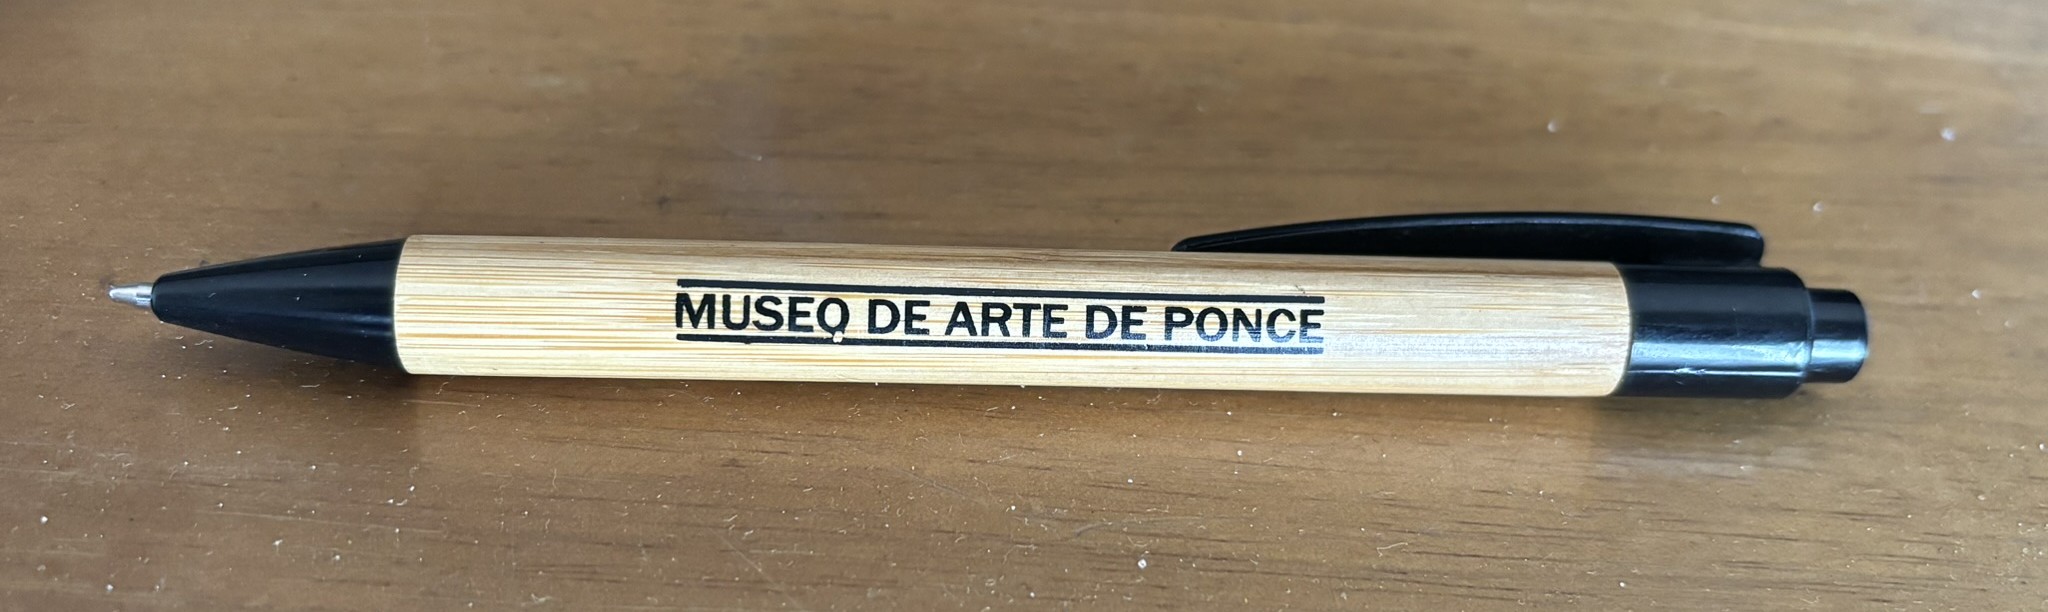 MUSEO DE ARTE DE PONCE